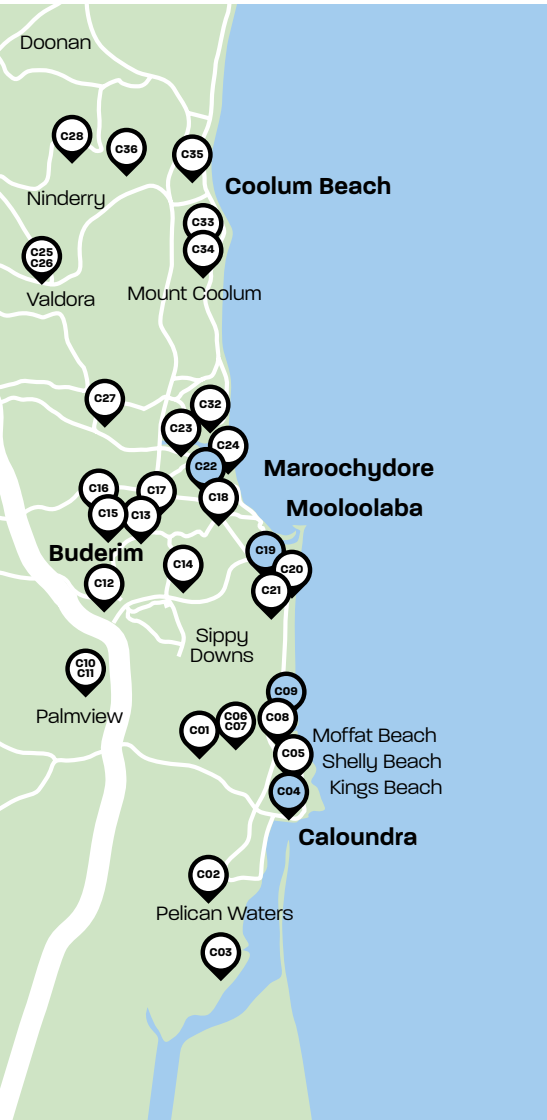 Doonan
C28
C36
C35
Coolum Beach
Ninderry
C33
C34
C25
C26
Valdora
Mount Coolum
C27
C32
C23
C24
C22
Maroochydore
C16
C17
C18
C15
C13
Mooloolaba
Buderim
C19
C14
C20
C12
C21
Sippy
Downs
C10
C11
C09
Palmview
C06
C07
C08
C01
Moffat Beach
C05
Shelly Beach
C04
Kings Beach
Caloundra
C02
Pelican Waters
C03